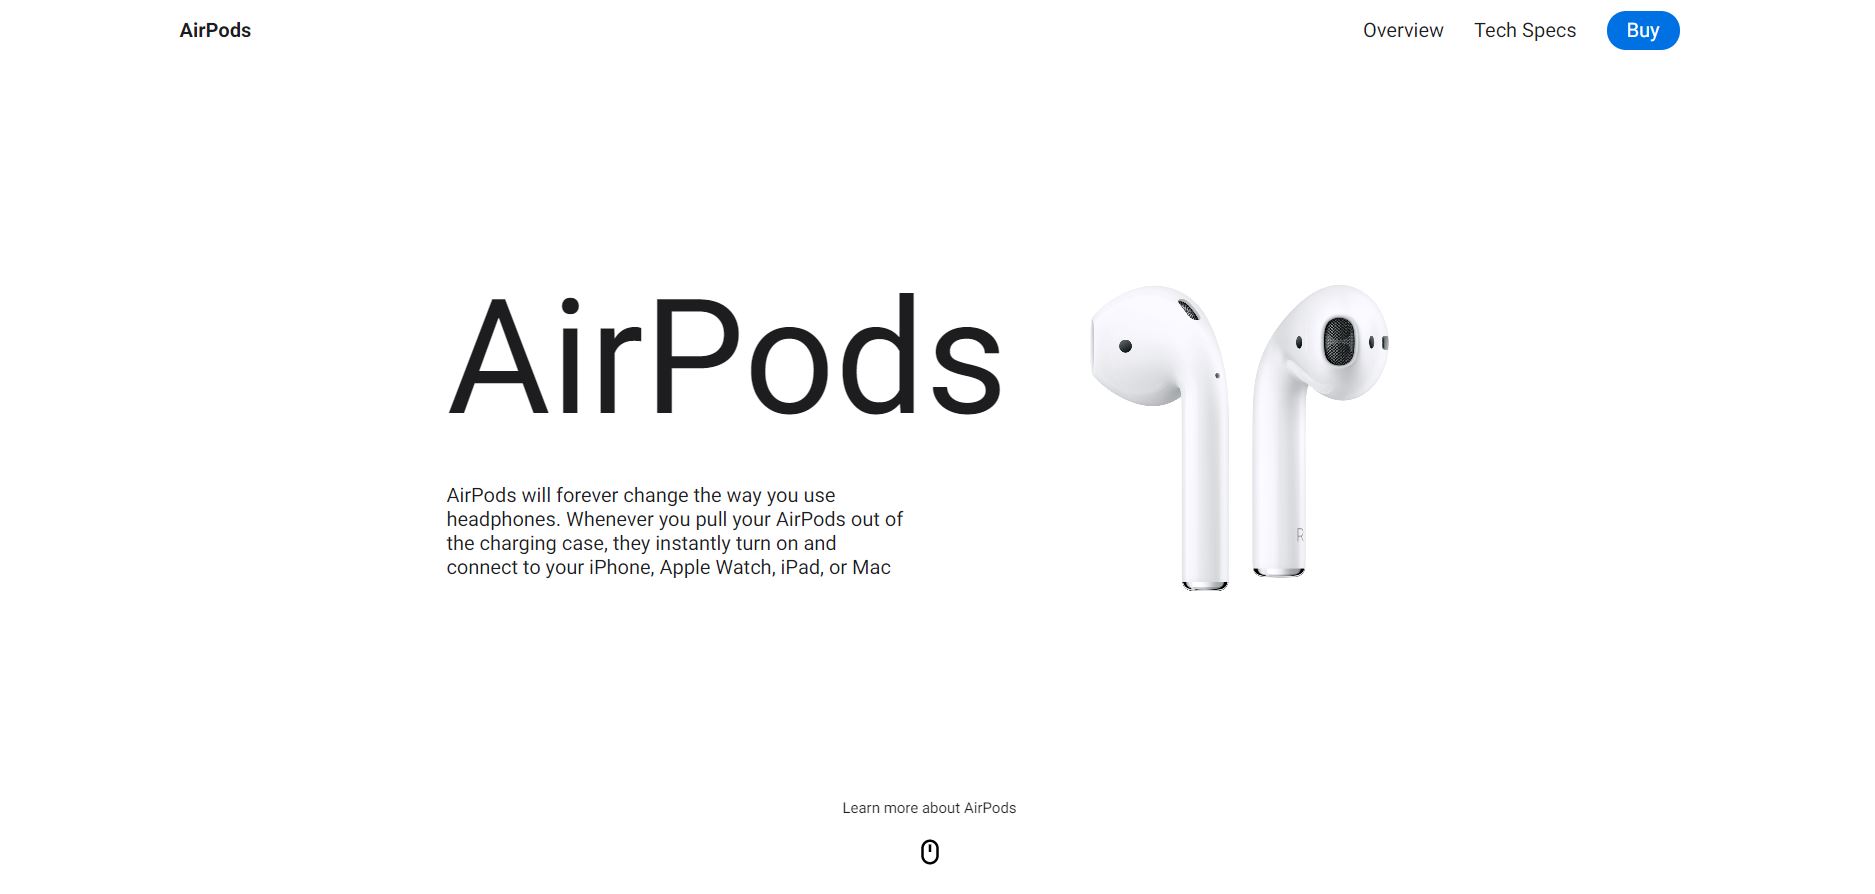 AirPods
Overview
Tech Specs
Buy
AirPods
AirPods will forever change the way you use
headphones. Whenever you pull your AirPods out of
the charging case, they instantly turn on and
connect to your iPhone, Apple Watch, iPad, or Mac
R
Learn more about AirPods